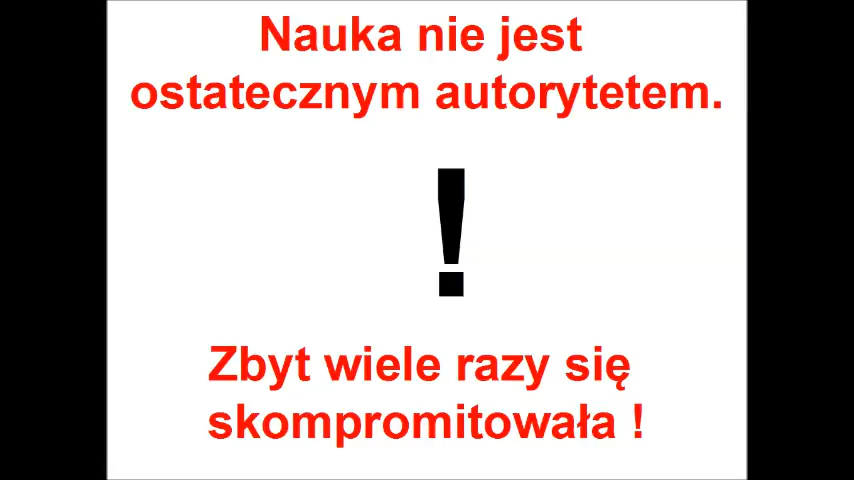 Nauka nie jest
ostatecznym autorytetem.
!
Zbyt wiele razy się
skompromitowała !